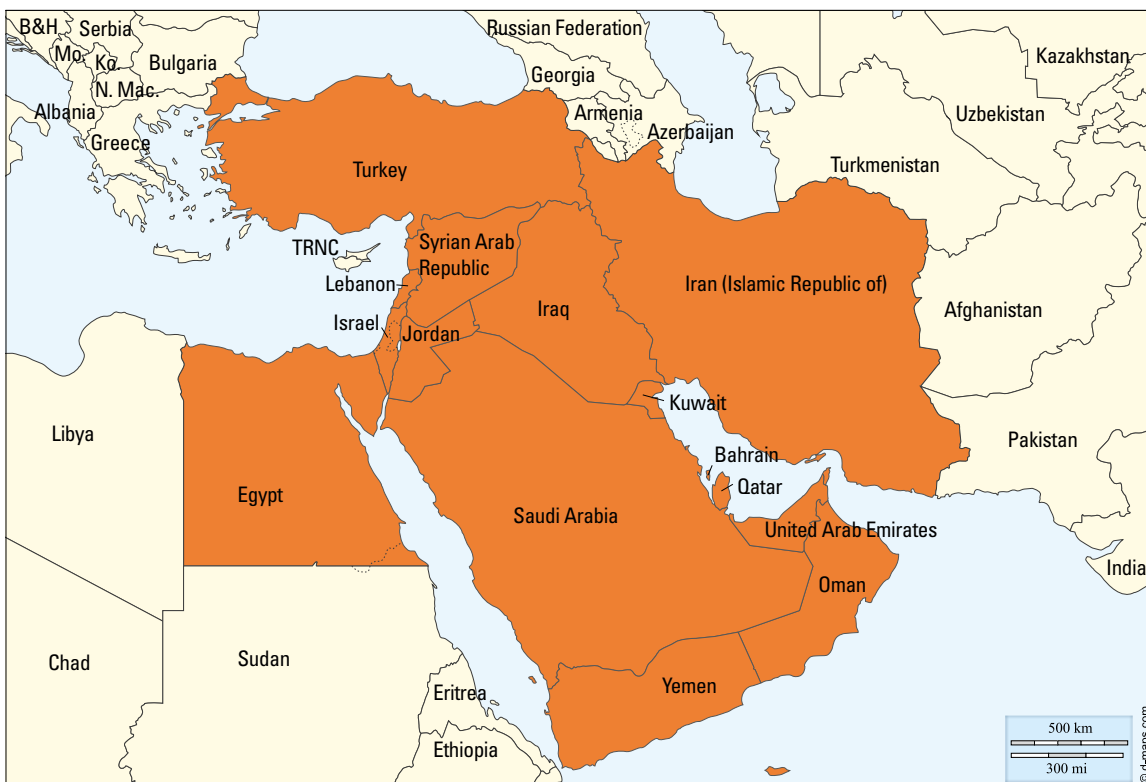 B&H
Serbia
Mo.
Ko.
Bulgaria
N. Mac.
Albania
Greece
Russian Federation
Georgia
Armenia
Azerbaijan
Kazakhstan
Uzbekistan
Turkmenistan
Turkey
TRNC
Syrian Arab
Republic
Lebanon
Israel
Jordan
Iraq
Iran (Islamic Republic of)
Afghanistan
Kuwait
Pakistan
Libya
Bahrain
Qatar
Egypt
Saudi Arabia
United Arab Emirates
India
Oman
Chad
Sudan
Yemen
Eritrea
Ethiopia
500 km
300 mi
d-maps.com